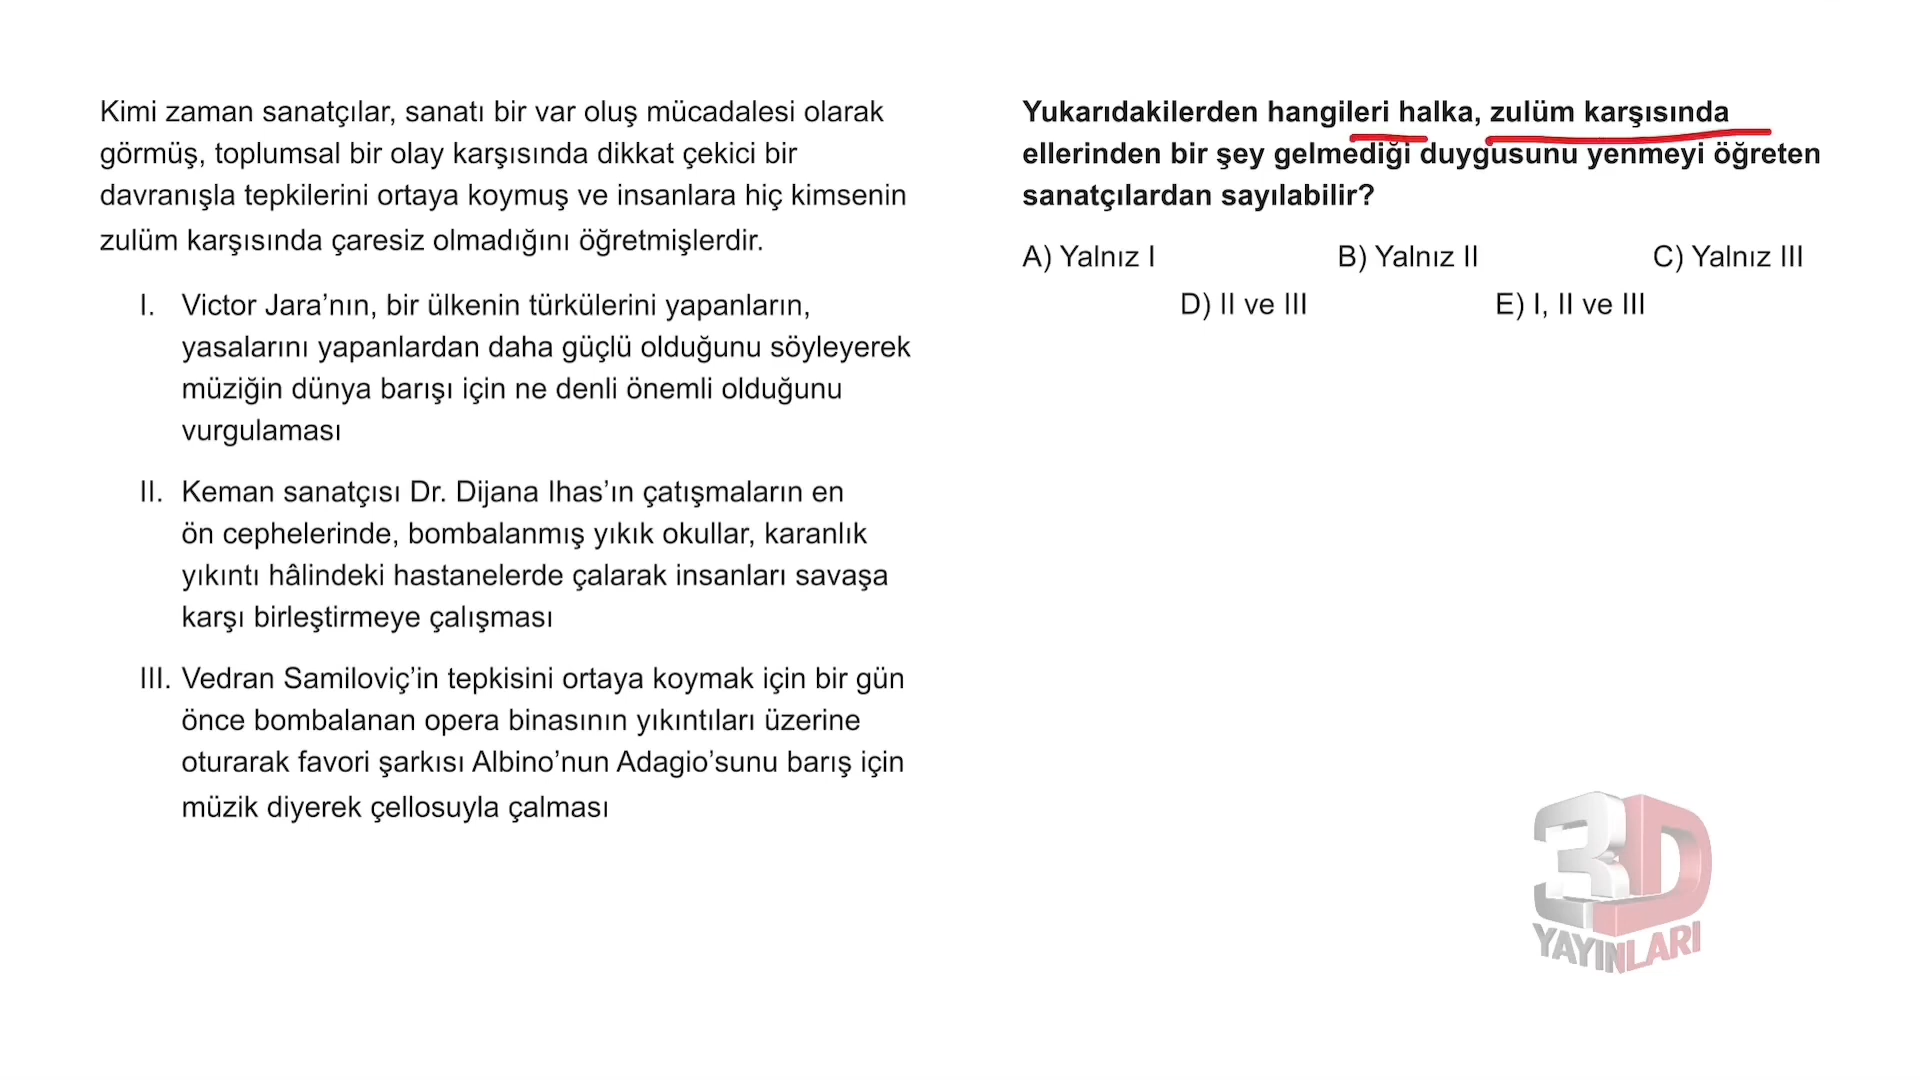 Kimi zaman sanatçılar, sanatı bir var oluş mücadalesi olarak
görmüş, toplumsal bir olay karşısında dikkat çekici bir
davranışla tepkilerini ortaya koymuş ve insanlara hiç kimsenin
zulüm karşısında çaresiz olmadığını öğretmişlerdir.
I. Victor Jara’nın, bir ülkenin türkülerini yapanların,
yasalarını yapanlardan daha güçlü olduğunu söyleyerek
müziğin dünya barışı için ne denli önemli olduğunu
vurgulaması
II. Keman sanatçısı Dr. Dijana Ihas’ın çatışmaların en
ön cephelerinde, bombalanmış yıkık okullar, karanlık
yıkıntı hâlindeki hastanelerde çalarak insanları savaşa
karşı birleştirmeye çalışması
III. Vedran Samiloviç’in tepkisini ortaya koymak için bir gün
önce bombalanan opera binasının yıkıntıları üzerine
oturarak favori şarkısı Albino’nun Adagio’sunu barış için
müzik diyerek çellosuyla çalması
Yukarıdakilerden hangileri halka, zulüm karşısında
ellerinden bir şey gelmediği duygusunu yenmeyi öğreten
sanatçılardan sayılabilir?
A) Yalnız I B) Yalnız II C) Yalnız III
D) II ve III E) I, II ve III
3D
YAYINLARI